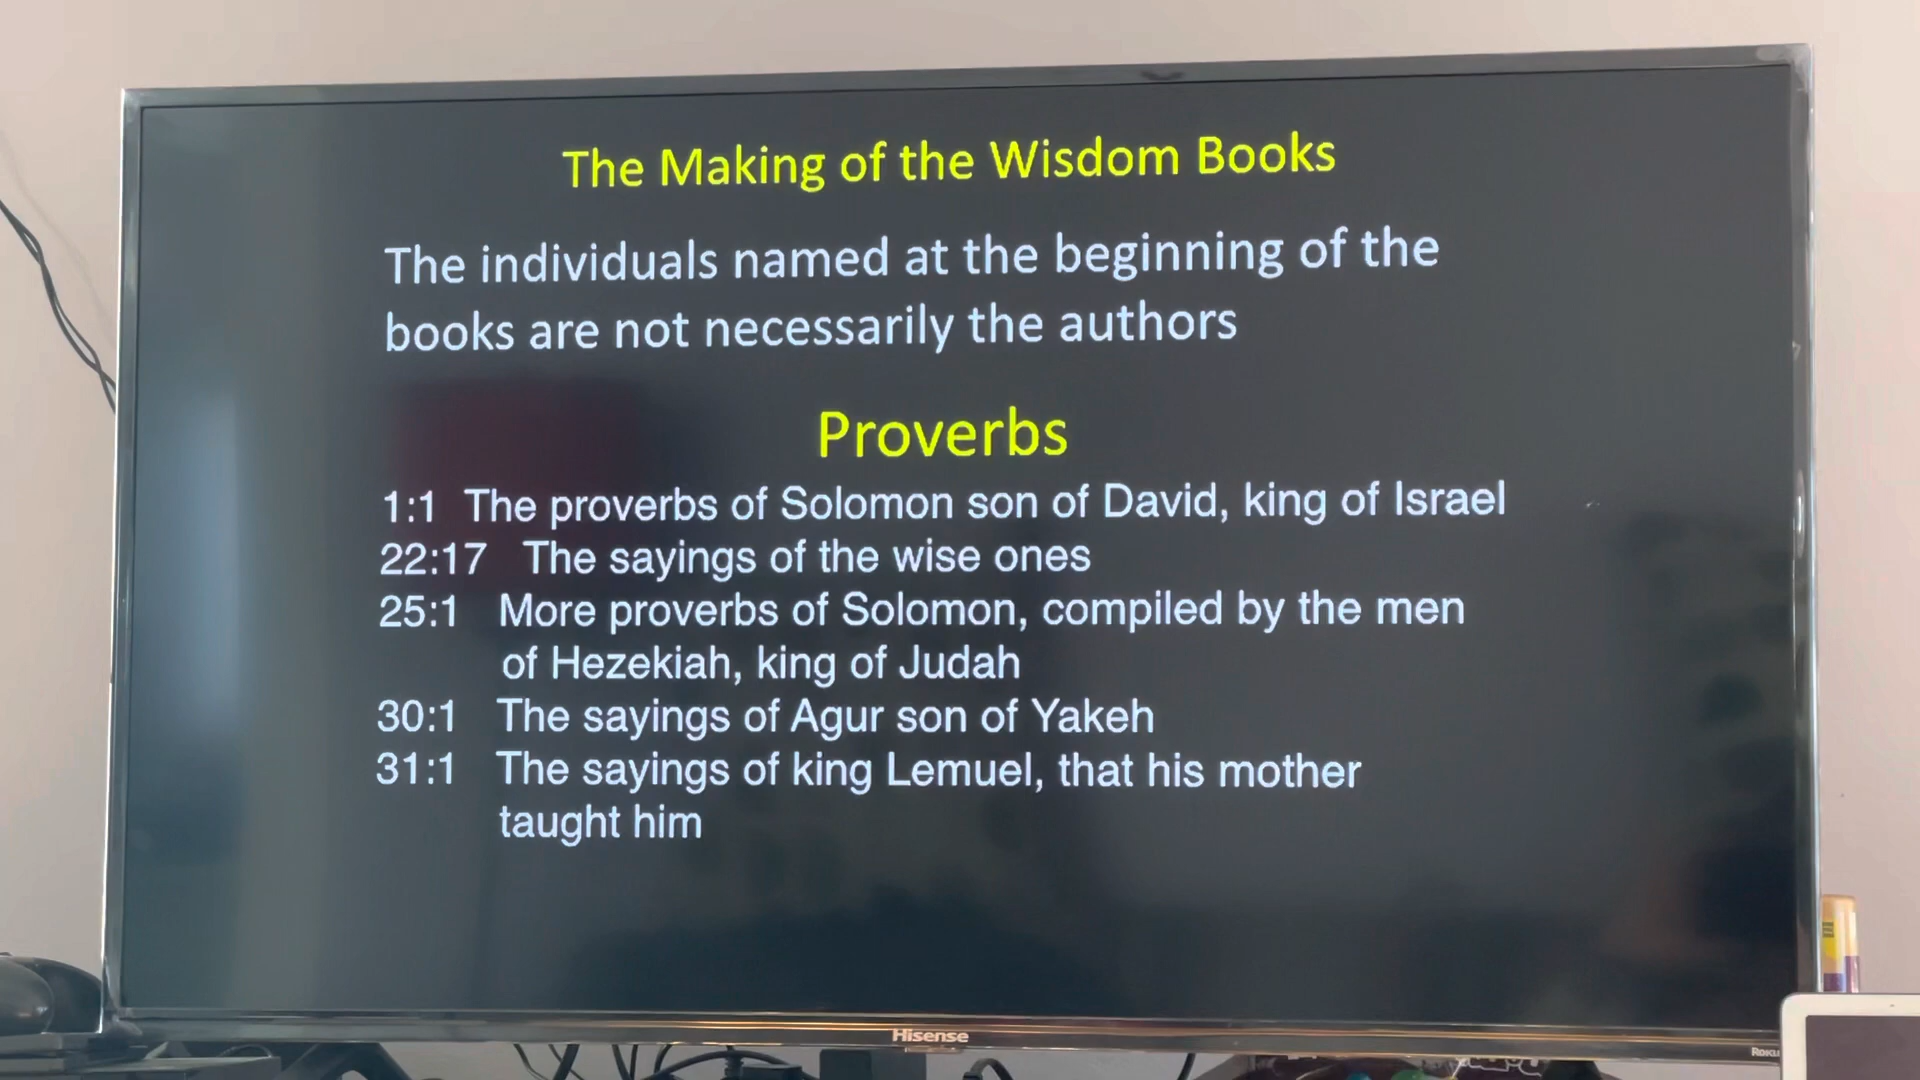 The Making of the Wisdom Books
The individuals named at the beginning of the
books are not necessarily the authors
Proverbs
1:1 The proverbs of Solomon son of David, king of Israel
22:17 The sayings of the wise ones
25:1 More proverbs of Solomon, compiled by the men
of Hezekiah, king of Judah
30:1 The sayings of Agur son of Yakeh
31:1 The sayings of king Lemuel, that his mother
taught him
Hisense
Roku